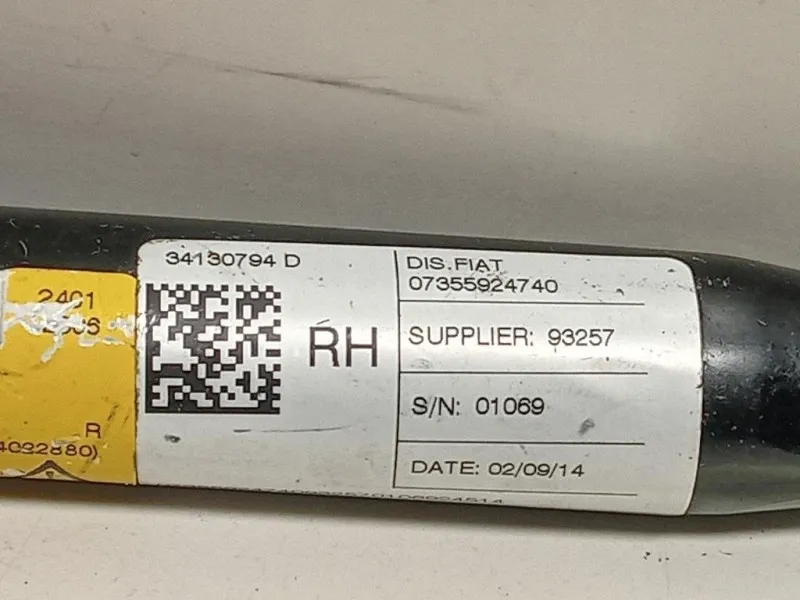 34130794 D
RH
DIS.FIAT
07355924740
SUPPLIER: 93257
S/N: 01069
DATE: 02/09/14
2401
R